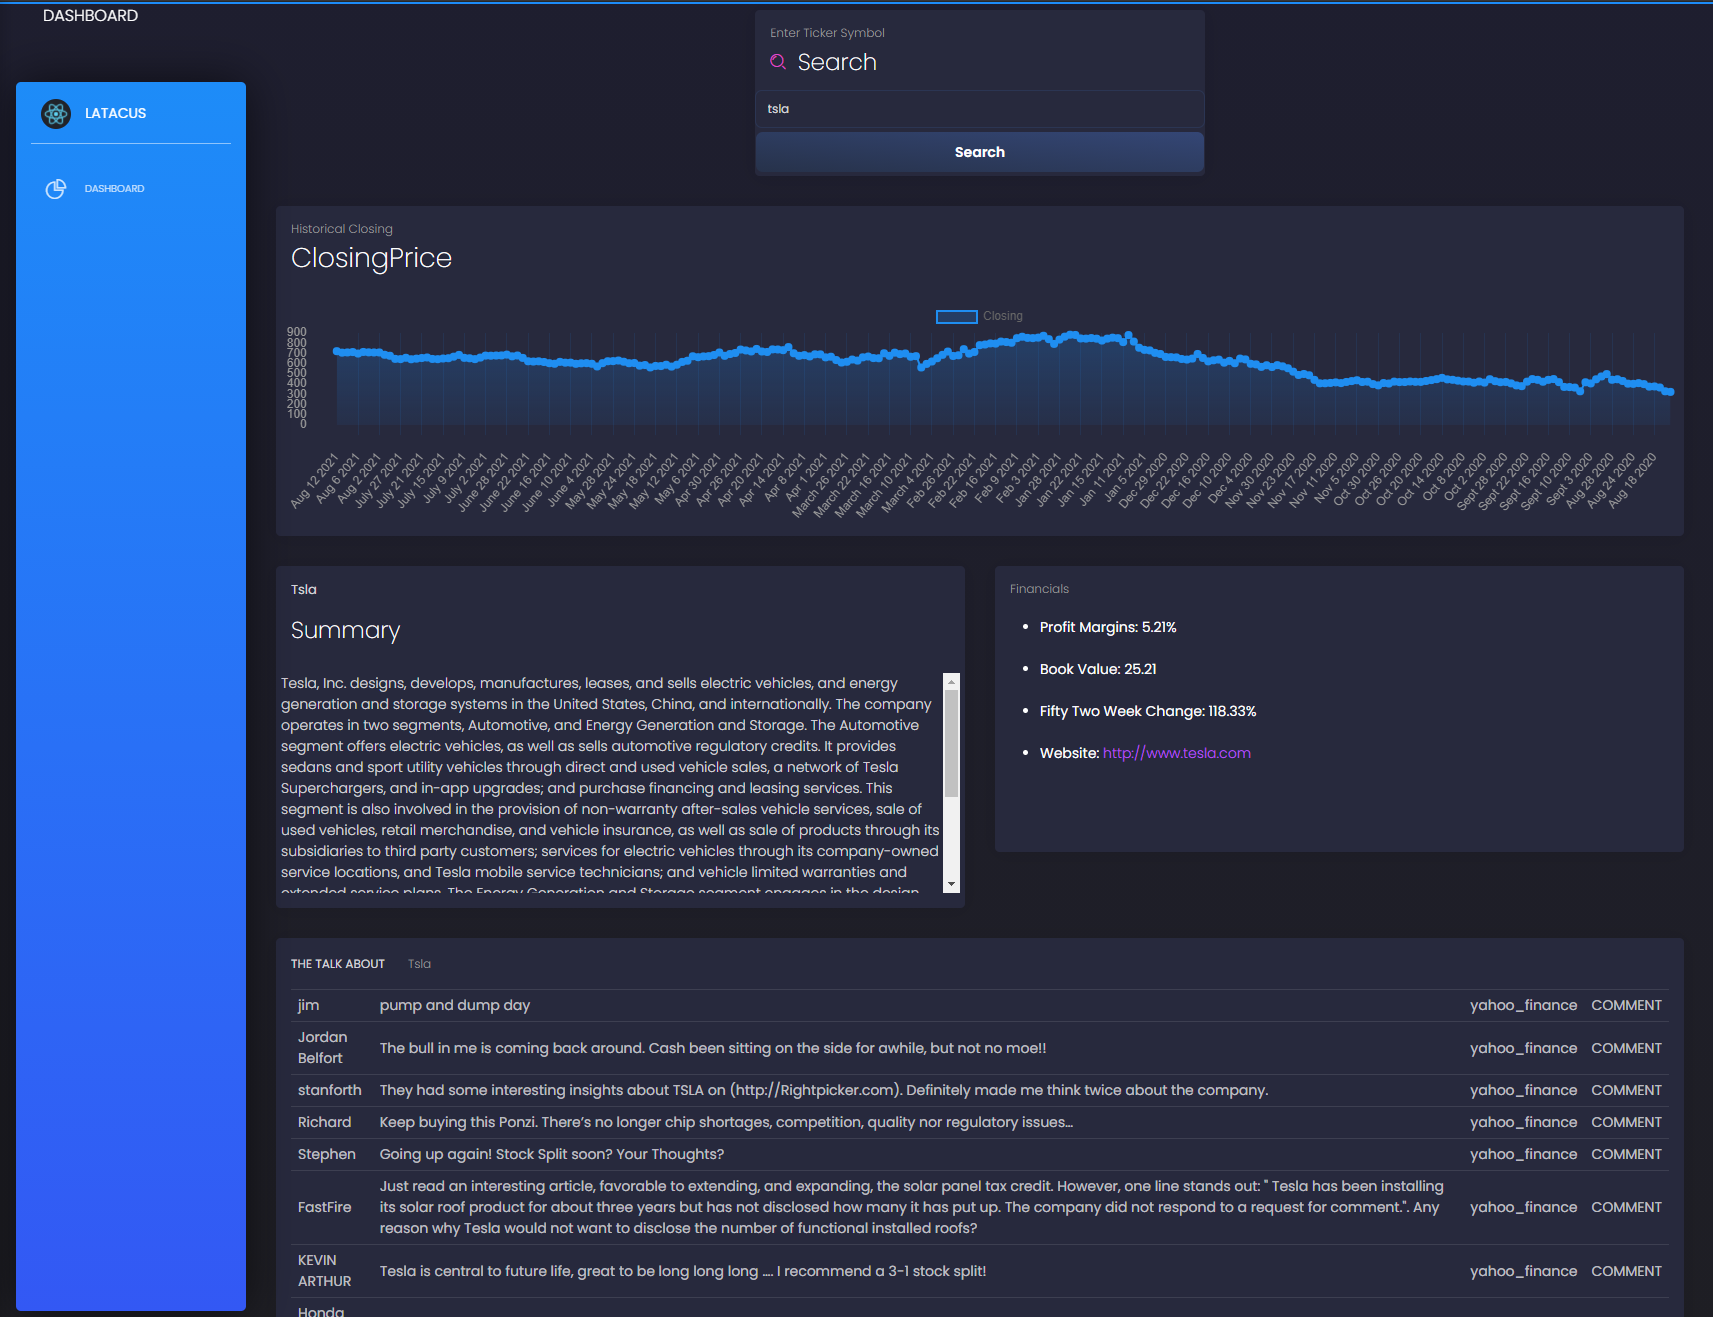 DASHBOARD
LATACUS
DASHBOARD
Enter Ticker Symbol
Search
tsla
Search
Historical Closing
ClosingPrice
Closing
900
800
700
600
500
400
300
200
100
0
Aug 12 2021
Aug 6 2021
Aug 2 2021
July 27 2021
July 21 2021
July 15 2021
July 9 2021
July 2 2021
June 28 2021
June 22 2021
June 16 2021
June 10 2021
June 4 2021
May 28 2021
May 24 2021
May 18 2021
May 12 2021
May 6 2021
Apr 30 2021
Apr 26 2021
Apr 20 2021
Apr 14 2021
Apr 8 2021
Apr 1 2021
March 26 2021
March 22 2021
March 16 2021
March 10 2021
March 4 2021
Feb 26 2021
Feb 22 2021
Feb 16 2021
Feb 9 2021
Feb 3 2021
Jan 28 2021
Jan 22 2021
Jan 15 2021
Jan 11 2021
Jan 5 2021
Dec 29 2020
Dec 22 2020
Dec 16 2020
Dec 10 2020
Dec 4 2020
Nov 30 2020
Nov 23 2020
Nov 17 2020
Nov 11 2020
Nov 5 2020
Oct 30 2020
Oct 26 2020
Oct 20 2020
Oct 14 2020
Oct 8 2020
Oct 2 2020
Sept 28 2020
Sept 22 2020
Sept 16 2020
Sept 10 2020
Sept 3 2020
Aug 28 2020
Aug 24 2020
Aug 18 2020
Tsla
Summary
Tesla, Inc. designs, develops, manufactures, leases, and sells electric vehicles, and energy
generation and storage systems in the United States, China, and internationally. The company
operates in two segments, Automotive, and Energy Generation and Storage. The Automotive
segment offers electric vehicles, as well as sells automotive regulatory credits. It provides
sedans and sport utility vehicles through direct and used vehicle sales, a network of Tesla
Superchargers, and in-app upgrades; and purchase financing and leasing services. This
segment is also involved in the provision of non-warranty after-sales vehicle services, sale of
used vehicles, retail merchandise, and vehicle insurance, as well as sale of products through its
subsidiaries to third party customers; services for electric vehicles through its company-owned
service locations, and Tesla mobile service technicians; and vehicle limited warranties and
extended service plans. The Energy Generation and Storage segment engages in the design,
Financials
• Profit Margins: 5.21%
• Book Value: 25.21
• Fifty Two Week Change: 118.33%
• Website: http://www.tesla.com
THE TALK ABOUT Tsla
jim pump and dump day yahoo_finance COMMENT
Jordan
Belfort The bull in me is coming back around. Cash been sitting on the side for awhile, but not no moe!! yahoo_finance COMMENT
stanforth They had some interesting insights about TSLA on (http://Rightpicker.com). Definitely made me think twice about the company. yahoo_finance COMMENT
Richard Keep buying this Ponzi. There's no longer chip shortages, competition, quality nor regulatory issues… yahoo_finance COMMENT
Stephen Going up again! Stock Split soon? Your Thoughts? yahoo_finance COMMENT
Just read an interesting article, favorable to extending, and expanding, the solar panel tax credit. However, one line stands out: " Tesla has been installing
FastFire its solar roof product for about three years but has not disclosed how many it has put up. The company did not respond to a request for comment.". Any yahoo_finance COMMENT
reason why Tesla would not want to disclose the number of functional installed roofs?
KEVIN
ARTHUR Tesla is central to future life, great to be long long long .... I recommend a 3-1 stock split! yahoo_finance COMMENT
Honda